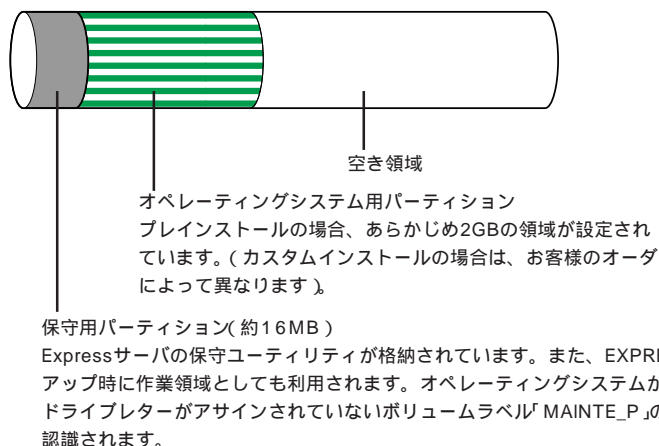 空き領域
オペレーティングシステム用パーティション
プレインストールの場合、あらかじめ2GBの領域が設定され
ています。(カスタムインストールの場合は、お客様のオーダ
によって異なります)。
保守用パーティション(約16MB)
Expressサーバの保守ユーティリティが格納されています。また、EXPR
アップ時に作業領域としても利用されます。オペレーティングシステムか
ドライブレターがアサインされていないボリュームラベル「MAINTE_P」の
認識されます。